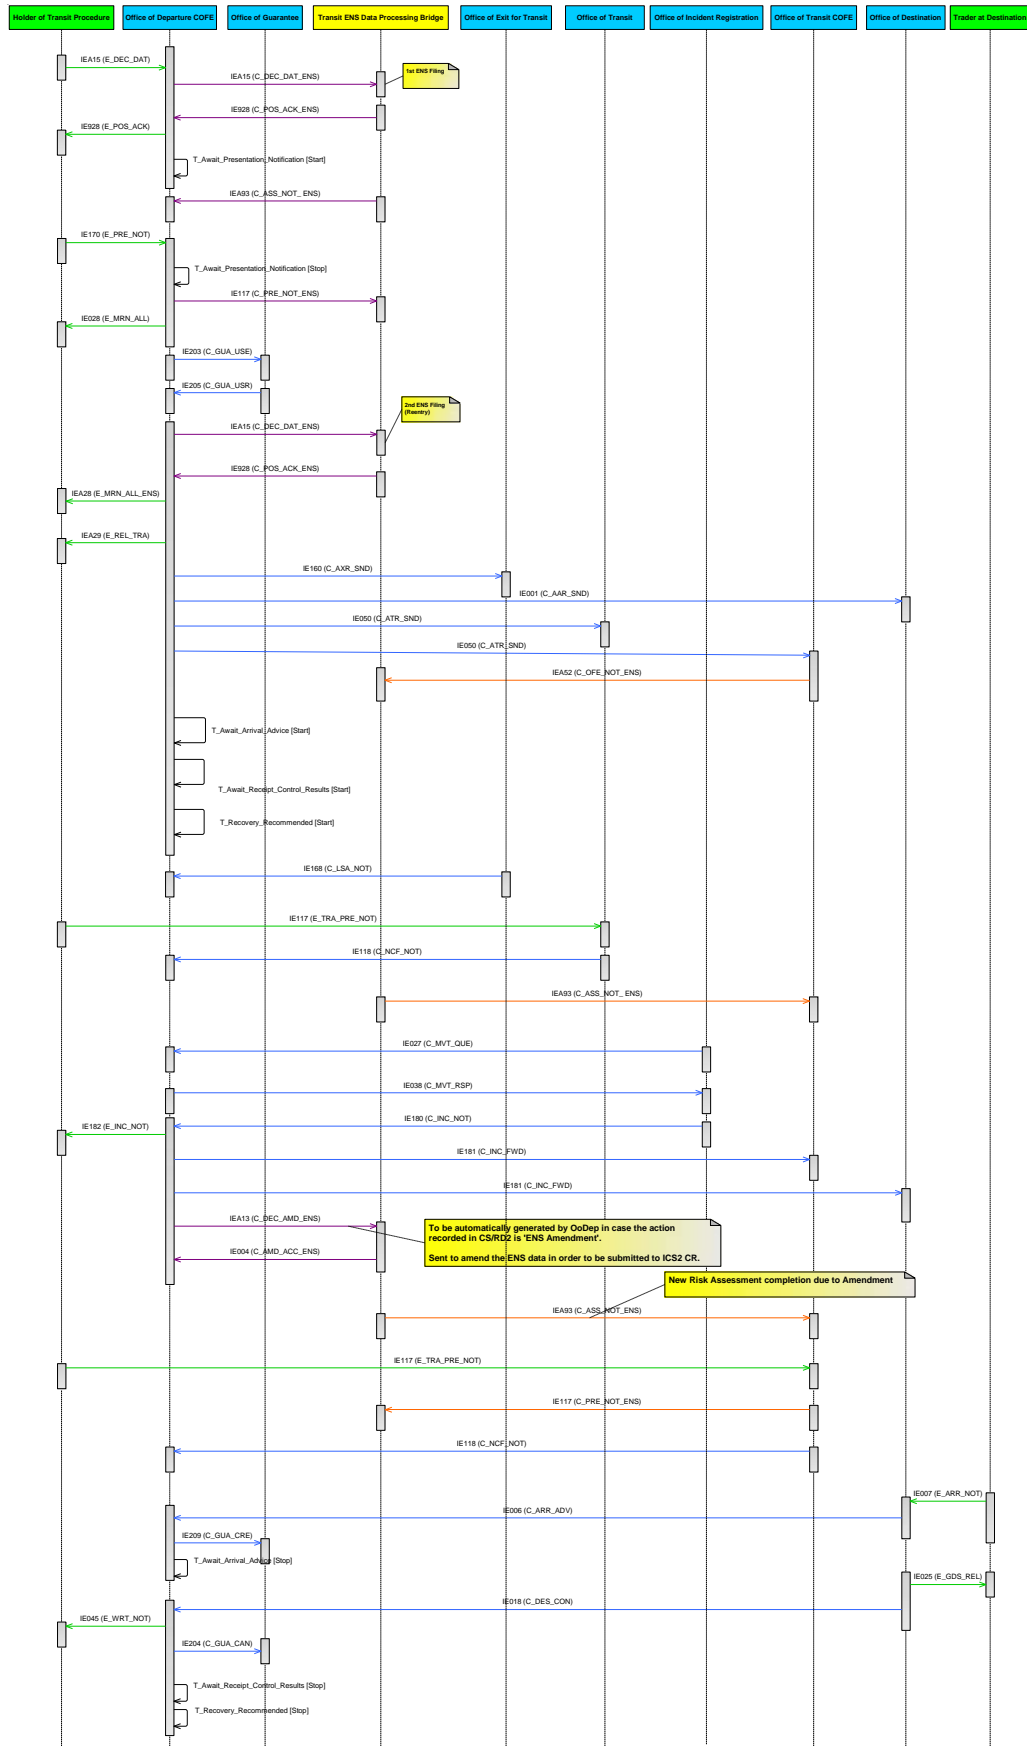 Holder of Transit Procedure
Office of Departure COFE
Office of Guarantee
Transit ENS Data Processing Bridge
Office of Exit for Transit
Office of Transit
Office of Incident Registration
Office of Transit COFE
Office of Destination
Trader at Destination
IEA15 (E_DEC_DAT)
IEA15 (C_DEC_DAT_ENS)
1st ENS Filing
IE928 (C_POS_ACK_ENS)
IE928 (E_POS_ACK)
T_Await_Presentation_Notification [Start]
IEA93 (C_ASS_NOT_ ENS)
IE170 (E_PRE_NOT)
T_Await_Presentation_Notification [Stop]
IE117 (C_PRE_NOT_ENS)
IE028 (E_MRN_ALL)
IE203 (C_GUA_USE)
IE205 (C_GUA_USR)
2nd ENS Filing
(Reentry)
IEA15 (C_DEC_DAT_ENS)
IE928 (C_POS_ACK_ENS)
IEA28 (E_MRN_ALL_ENS)
IEA29 (E_REL_TRA)
IE160 (C_AXR_SND)
IE001 (C_AAR_SND)
IE050 (C_ATR_SND)
IE050 (C_ATR_SND)
IEA52 (C_OFE_NOT_ENS)
T_Await_Arrival_Advice [Start]
T_Await_Receipt_Control_Results [Start]
T_Recovery_Recommended [Start]
IE168 (C_LSA_NOT)
IE117 (E_TRA_PRE_NOT)
IE118 (C_NCF_NOT)
IEA93 (C_ASS_NOT_ ENS)
IE027 (C_MVT_QUE)
IE038 (C_MVT_RSP)
IE180 (C_INC_NOT)
IE182 (E_INC_NOT)
IE181 (C_INC_FWD)
IE181 (C_INC_FWD)
IEA13 (C_DEC_AMD_ENS)
To be automatically generated by OoDep in case the action
recorded in CS/RD2 is 'ENS Amendment'.
Sent to amend the ENS data in order to be submitted to ICS2 CR.
IE004 (C_AMD_ACC_ENS)
New Risk Assessment completion due to Amendment
IEA93 (C_ASS_NOT_ENS)
IE117 (E_TRA_PRE_NOT)
IE117 (C_PRE_NOT_ENS)
IE118 (C_NCF_NOT)
IE007 (E_ARR_NOT)
IE006 (C_ARR_ADV)
IE209 (C_GUA_CRE)
T_Await_Arrival_Advice [Stop]
IE025 (E_GDS_REL)
IE018 (C_DES_CON)
IE045 (E_WRT_NOT)
IE204 (C_GUA_CAN)
T_Await_Receipt_Control_Results [Stop]
T_Recovery_Recommended [Stop]